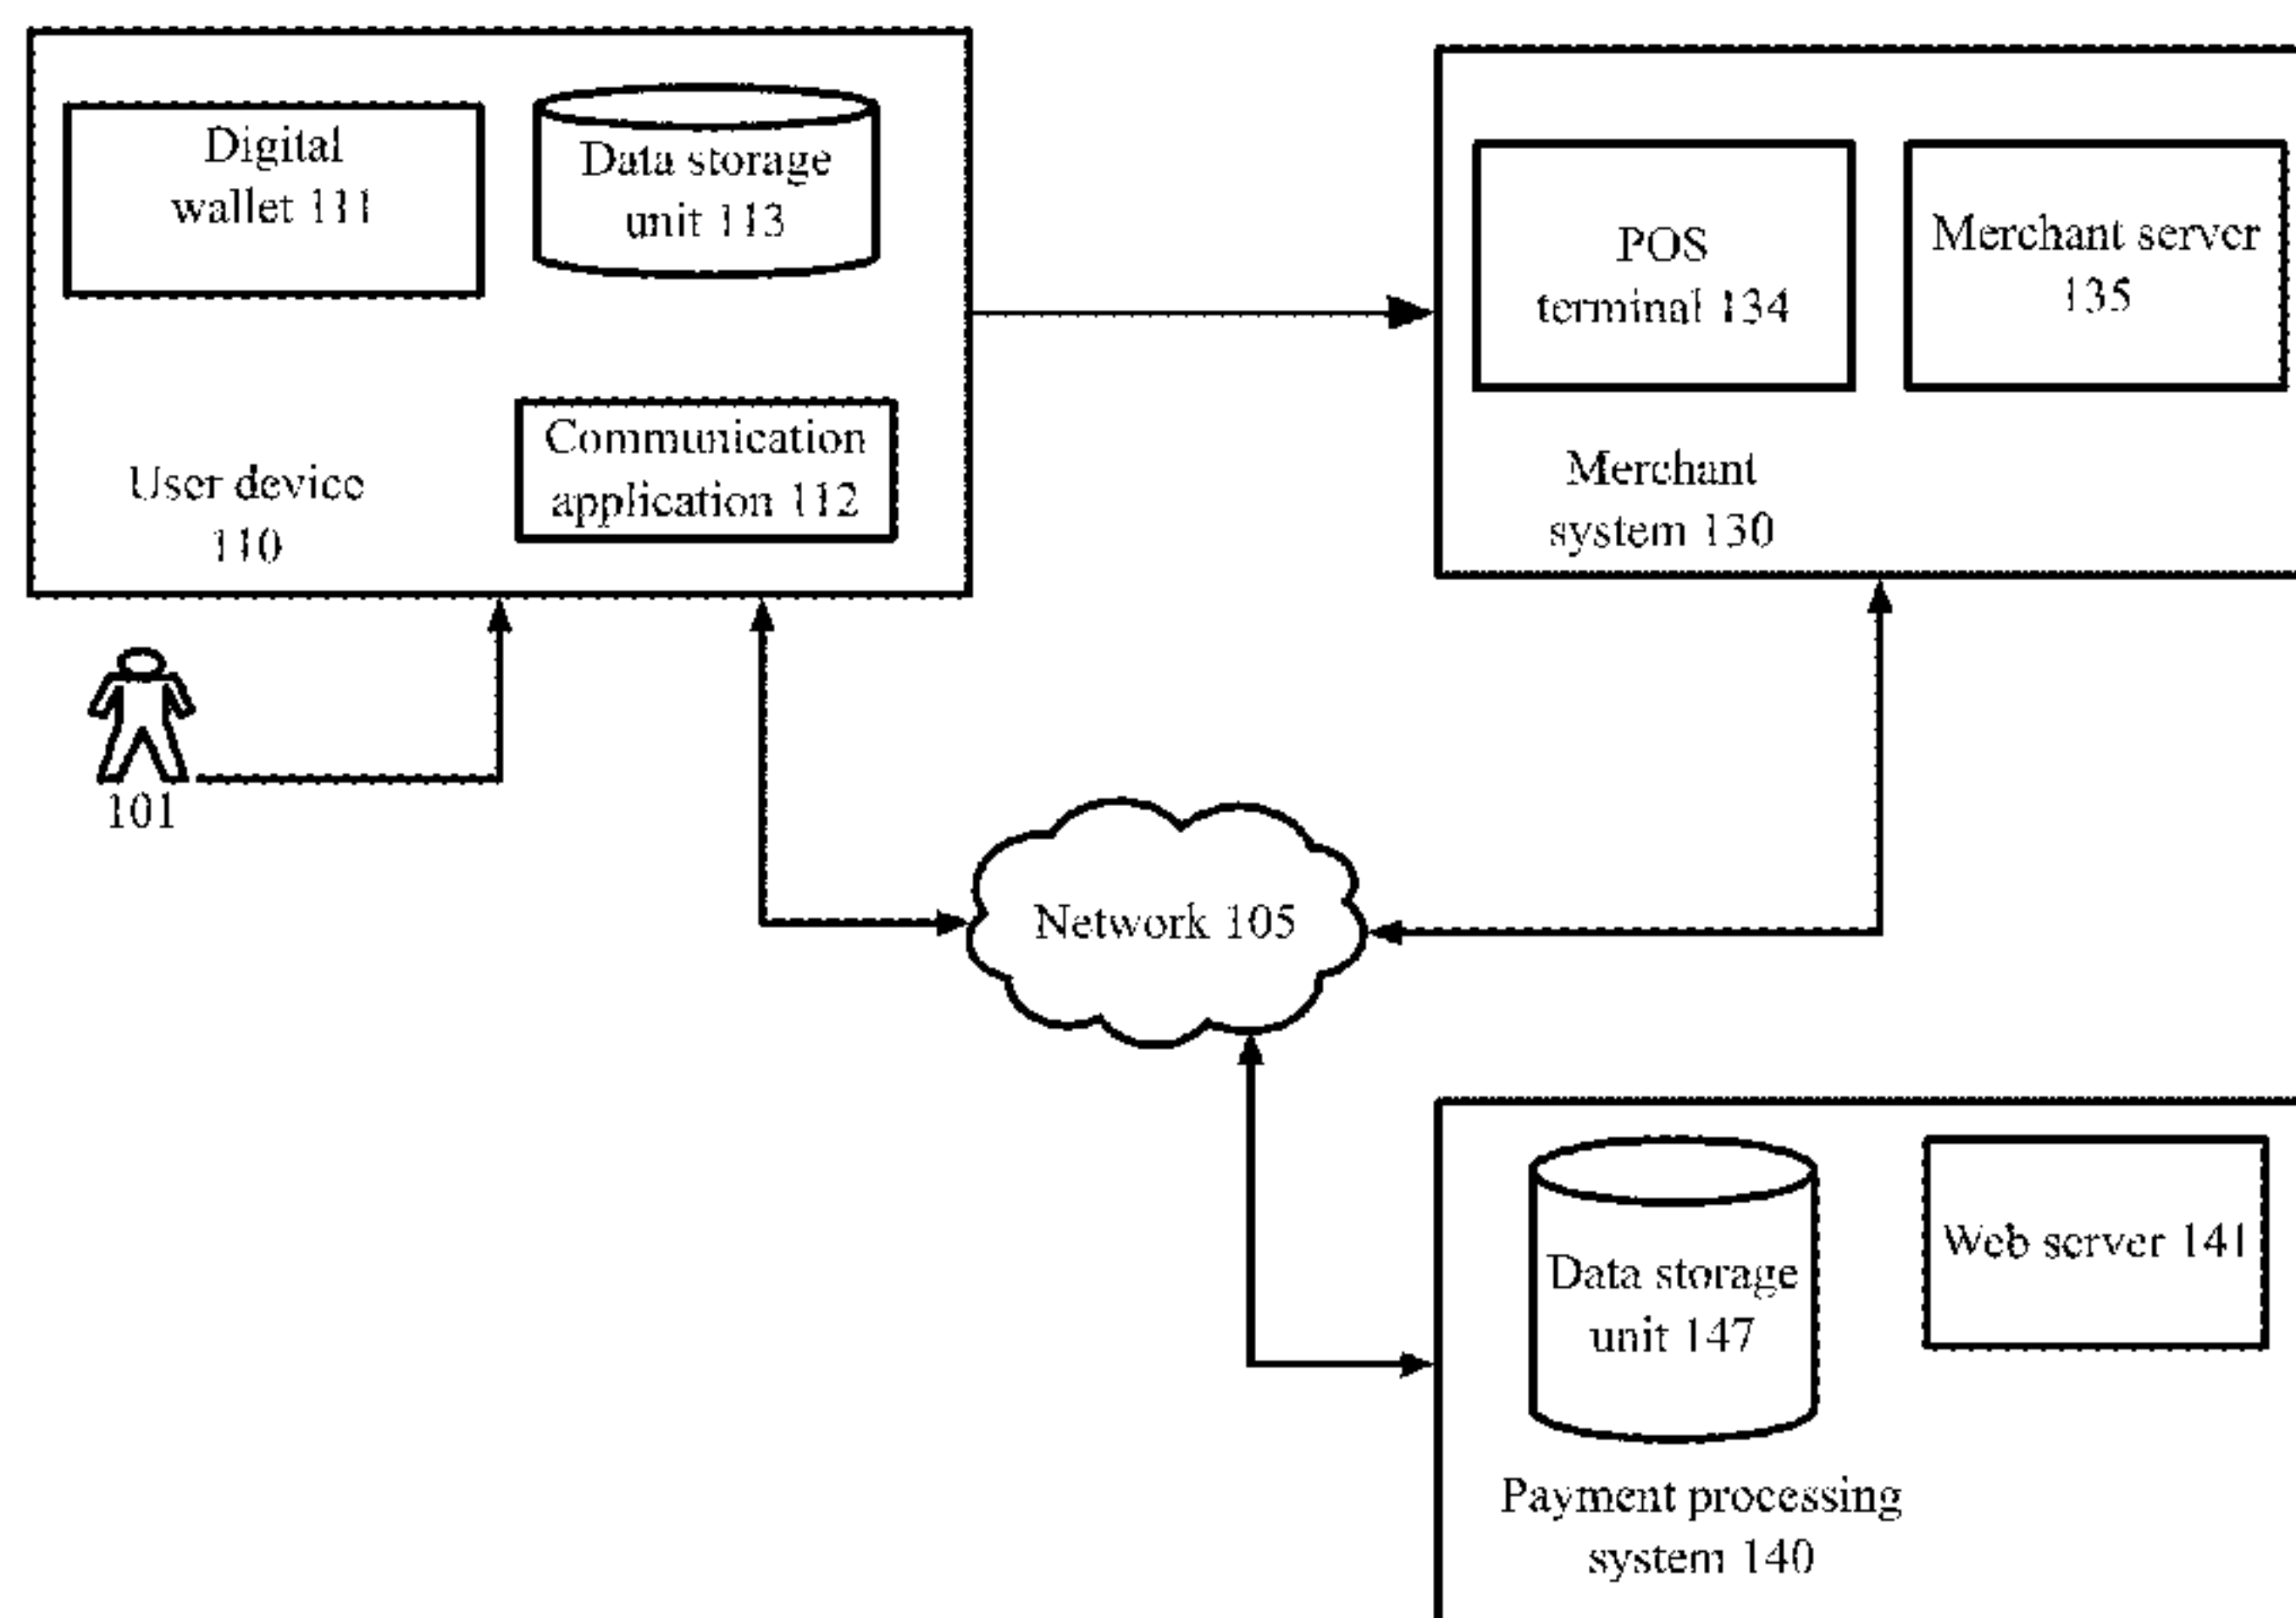 Digital
wallet 111
Data storage
unit 113
Communication
application 112
User device
110
POS
terminal 134
Merchant server
135
Merchant
system 130
101
Network 105
Data storage
unit 147
Web server 141
Payment processing
system 140